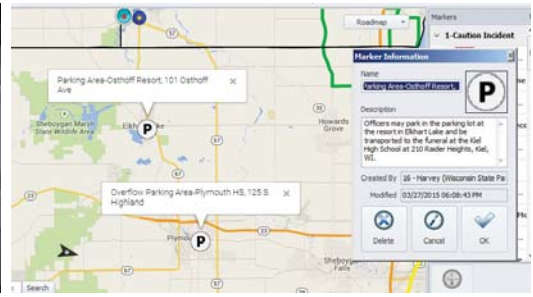 Roadmap
Markers
1-Caution Incident
57
Marker Information
Name
Parking Area-Osthoff Resort,
P
Description
Officers may park in the parking lot at
the resort in Elkhart Lake and be
transported to the funeral at the Kiel
High School at 210 Raider Heights, Kiel,
WI.
Created By 16 - Harvey (Wisconsin State Pa
Modified 03/27/2015 06:08:43 PM
Delete
Cancel
OK
Parking Area-Osthoff Resort, 101 Osthoff
Ave
P
Sheboygan Marsh
State Wildlife Area
32
Howards
Grove
Overflow Parking Area-Plymouth HS, 125 S.
Highland
P
23
57
Sheboygan
Falls
Search